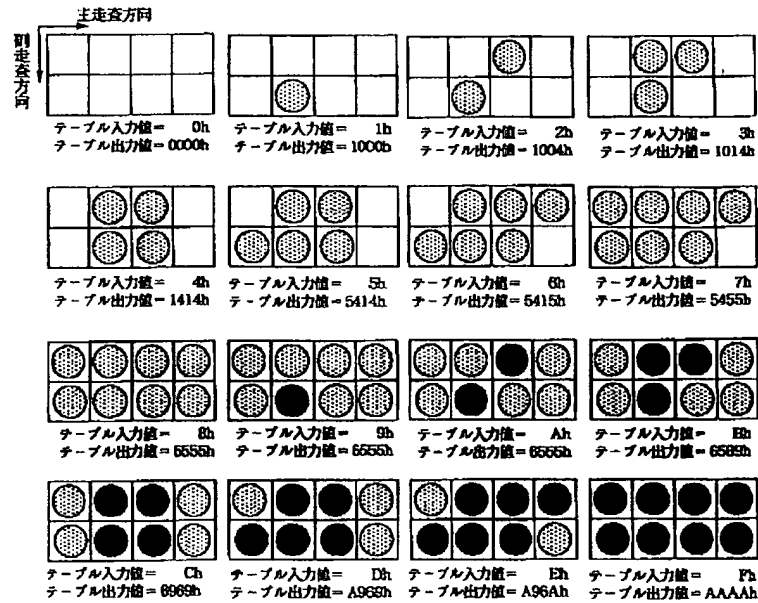 主走査方向
副走査方向
テーブル入力値= 0h
テーブル出力値=0000h
テーブル入力値= 1h
テーブル出力値=1000h
テーブル入力値= 2h
テーブル出力値=1004h
テーブル入力値= 3h
テーブル出力値=1014h
テーブル入力値= 4h
テーブル出力値=1414h
テーブル入力値= 5h
テーブル出力値=5414h
テーブル入力値= 6h
テーブル出力値=5415h
テーブル入力値= 7h
テーブル出力値=5455h
テーブル入力値= 8h
テーブル出力値=5555h
テーブル入力値= 9h
テーブル出力値=6555h
テーブル入力値= Ah
テーブル出力値=
テーブル入力値= Bh
テーブル出力値=
テーブル入力値= Ch
テーブル出力値=6969h
テーブル入力値= Dh
テーブル出力値=A969h
テーブル入力値= Eh
テーブル出力値=A96Ah
テーブル入力値= Fh
テーブル出力値=AAAAh